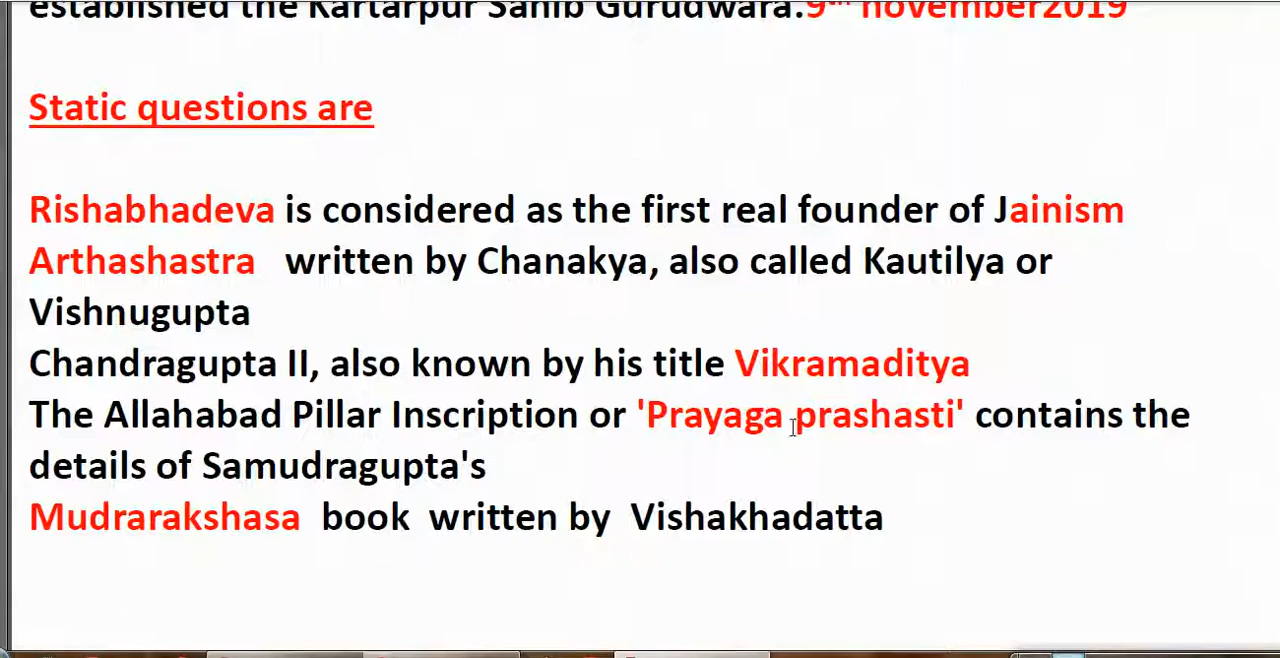 established the Kartarpur Sahib Gurudwara.9th november2019
Static questions are
Rishabhadeva is considered as the first real founder of Jainism
Arthashastra written by Chanakya, also called Kautilya or
Vishnugupta
Chandragupta II, also known by his title Vikramaditya
The Allahabad Pillar Inscription or 'Prayaga prashasti' contains the
details of Samudragupta's
Mudrarakshasa book written by Vishakhadatta